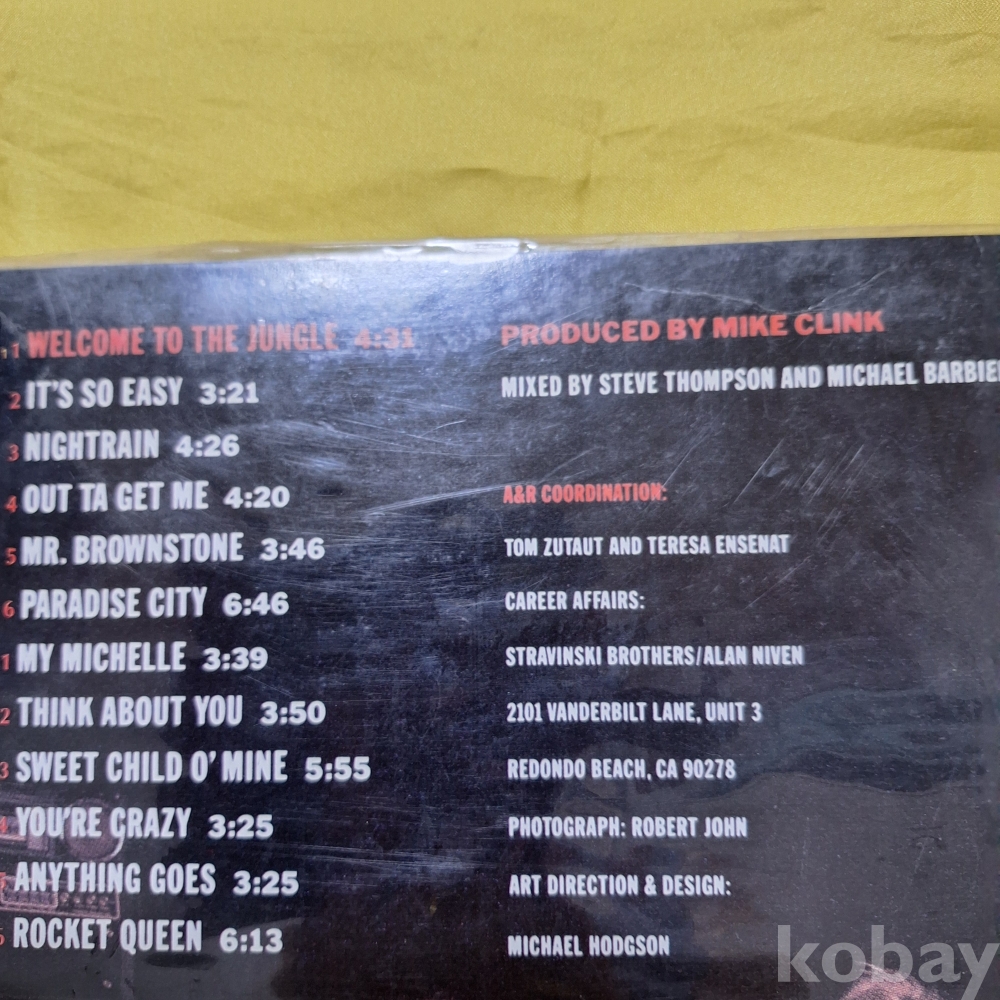 1 WELCOME TO THE JUNGLE 4:31
2 IT'S SO EASY 3:21
3 NIGHTRAIN 4:26
4 OUT TA GET ME 4:20
5 MR. BROWNSTONE 3:46
6 PARADISE CITY 6:46
1 MY MICHELLE 3:39
2 THINK ABOUT YOU 3:50
3 SWEET CHILD O' MINE 5:55
4 YOU'RE CRAZY 3:25
ANYTHING GOES 3:25
ROCKET QUEEN 6:13
PRODUCED BY MIKE CLINK
MIXED BY STEVE THOMPSON AND MICHAEL BARBIE
A&R COORDINATION:
TOM ZUTAUT AND TERESA ENSENAT
CAREER AFFAIRS:
STRAVINSKI BROTHERS/ALAN NIVEN
2101 VANDERBILT LANE, UNIT 3
REDONDO BEACH, CA 90278
PHOTOGRAPH: ROBERT JOHN
ART DIRECTION & DESIGN:
MICHAEL HODGSON
kobay